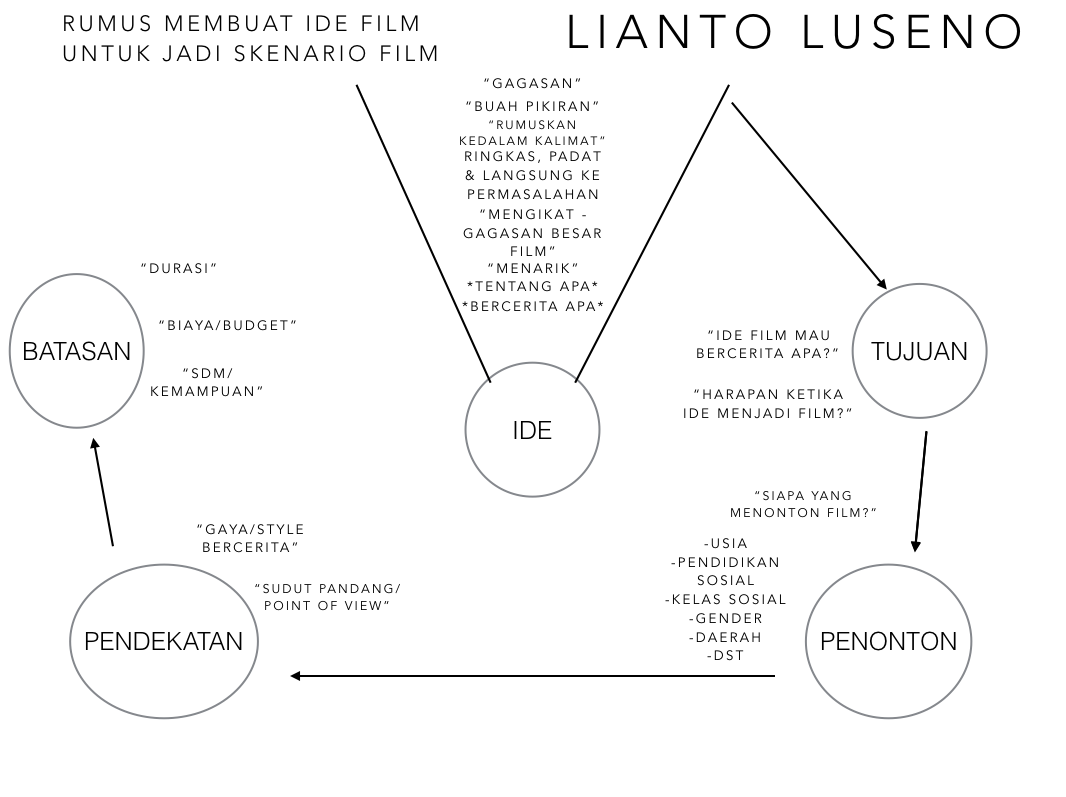 RUMUS MEMBUAT IDE FILM
UNTUK JADI SKENARIO FILM
LIANTO LUSENO
“GAGASAN”
“BUAH PIKIRAN”
“RUMUSKAN
KEDALAM KALIMAT”
RINGKAS, PADAT
& LANGSUNG KE
PERMASALAHAN
“MENGIKAT -
GAGASAN BESAR
FILM”
“MENARIK”
*TENTANG APA*
*BERCERITA APA*
IDE
TUJUAN
“IDE FILM MAU
BERCERITA APA?”
“HARAPAN KETIKA
IDE MENJADI FILM?”
PENONTON
“SIAPA YANG
MENONTON FILM?”
-USIA
-PENDIDIKAN
SOSIAL
-KELAS SOSIAL
-GENDER
-DAERAH
-DST
PENDEKATAN
“GAYA/STYLE
BERCERITA”
“SUDUT PANDANG/
POINT OF VIEW”
BATASAN
“DURASI”
“BIAYA/BUDGET”
“SDM/
KEMAMPUAN”